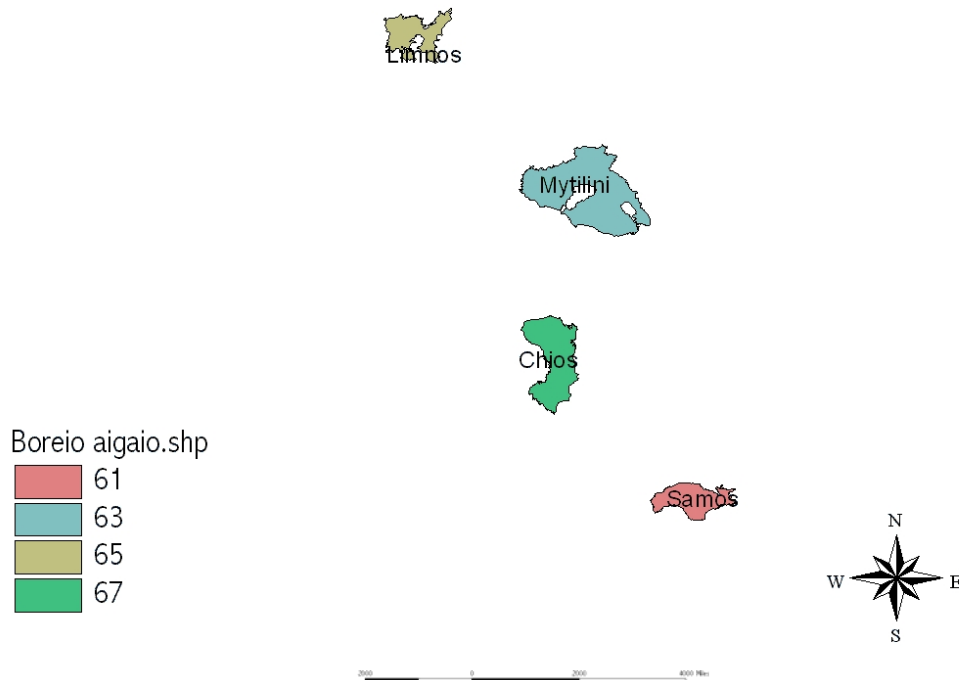 Limnos
Mytilini
Chios
Samos
Boreio aigaio.shp
61
63
65
67
N
W E
S
2000 0 2000 4000 Miles